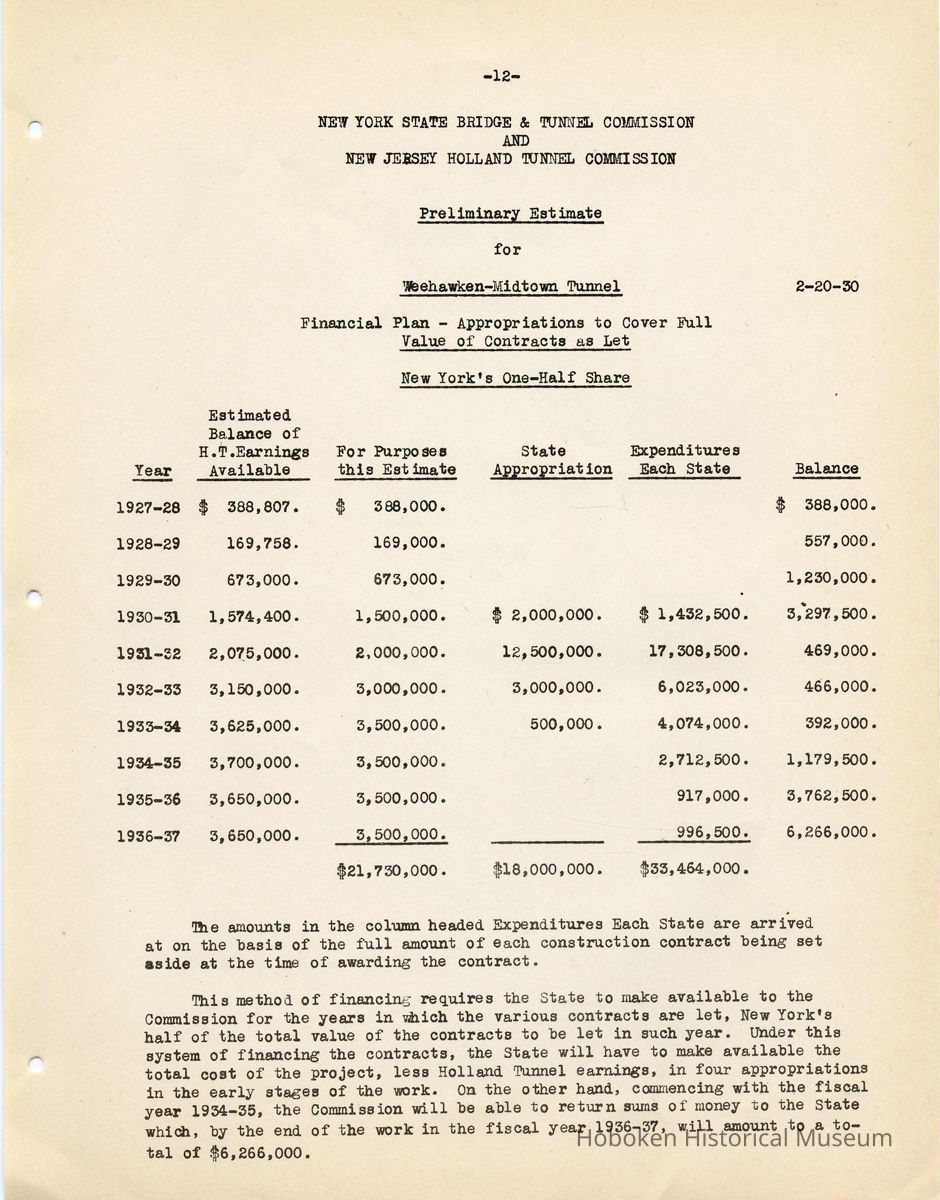 -12-
NEW YORK STATE BRIDGE & TUNNEL COMMISSION
AND
NEW JERSEY HOLLAND TUNNEL COMMISSION
Preliminary Estimate
for
Weehawken-Midtown Tunnel 2-20-30
Financial Plan - Appropriations to Cover Full
Value of Contracts as Let
New York's One-Half Share
Estimated
Balance of
H.T.Earnings For Purposes State Expenditures
Year Available this Estimate Appropriation Each State Balance
1927-28 $ 388,807. $ 388,000. $ 388,000.
1928-29 169,758. 169,000. 557,000.
1929-30 673,000. 673,000. 1,230,000.
1930-31 1,574,400. 1,500,000. $ 2,000,000. $ 1,432,500. 3,297,500.
1931-32 2,075,000. 2,000,000. 12,500,000. 17,308,500. 469,000.
1932-33 3,150,000. 3,000,000. 3,000,000. 6,023,000. 466,000.
1933-34 3,625,000. 3,500,000. 500,000. 4,074,000. 392,000.
1934-35 3,700,000. 3,500,000. 2,712,500. 1,179,500.
1935-36 3,650,000. 3,500,000. 917,000. 3,762,500.
1936-37 3,650,000. 3,500,000. 996,500. 6,266,000.
$21,730,000. $18,000,000. $33,464,000.
The amounts in the column headed Expenditures Each State are arrived
at on the basis of the full amount of each construction contract being set
aside at the time of awarding the contract.
This method of financing requires the State to make available to the
Commission for the years in which the various contracts are let, New York's
half of the total value of the contracts to be let in such year. Under this
system of financing the contracts, the State will have to make available the
total cost of the project, less Holland Tunnel earnings, in four appropriations
in the early stages of the work. On the other hand, commencing with the fiscal
year 1934-35, the Commission will be able to return sums of money to the State
which, by the end of the work in the fiscal year 1936-37, will amount to a to-
tal of $6,266,000.
Hoboken Historical Museum